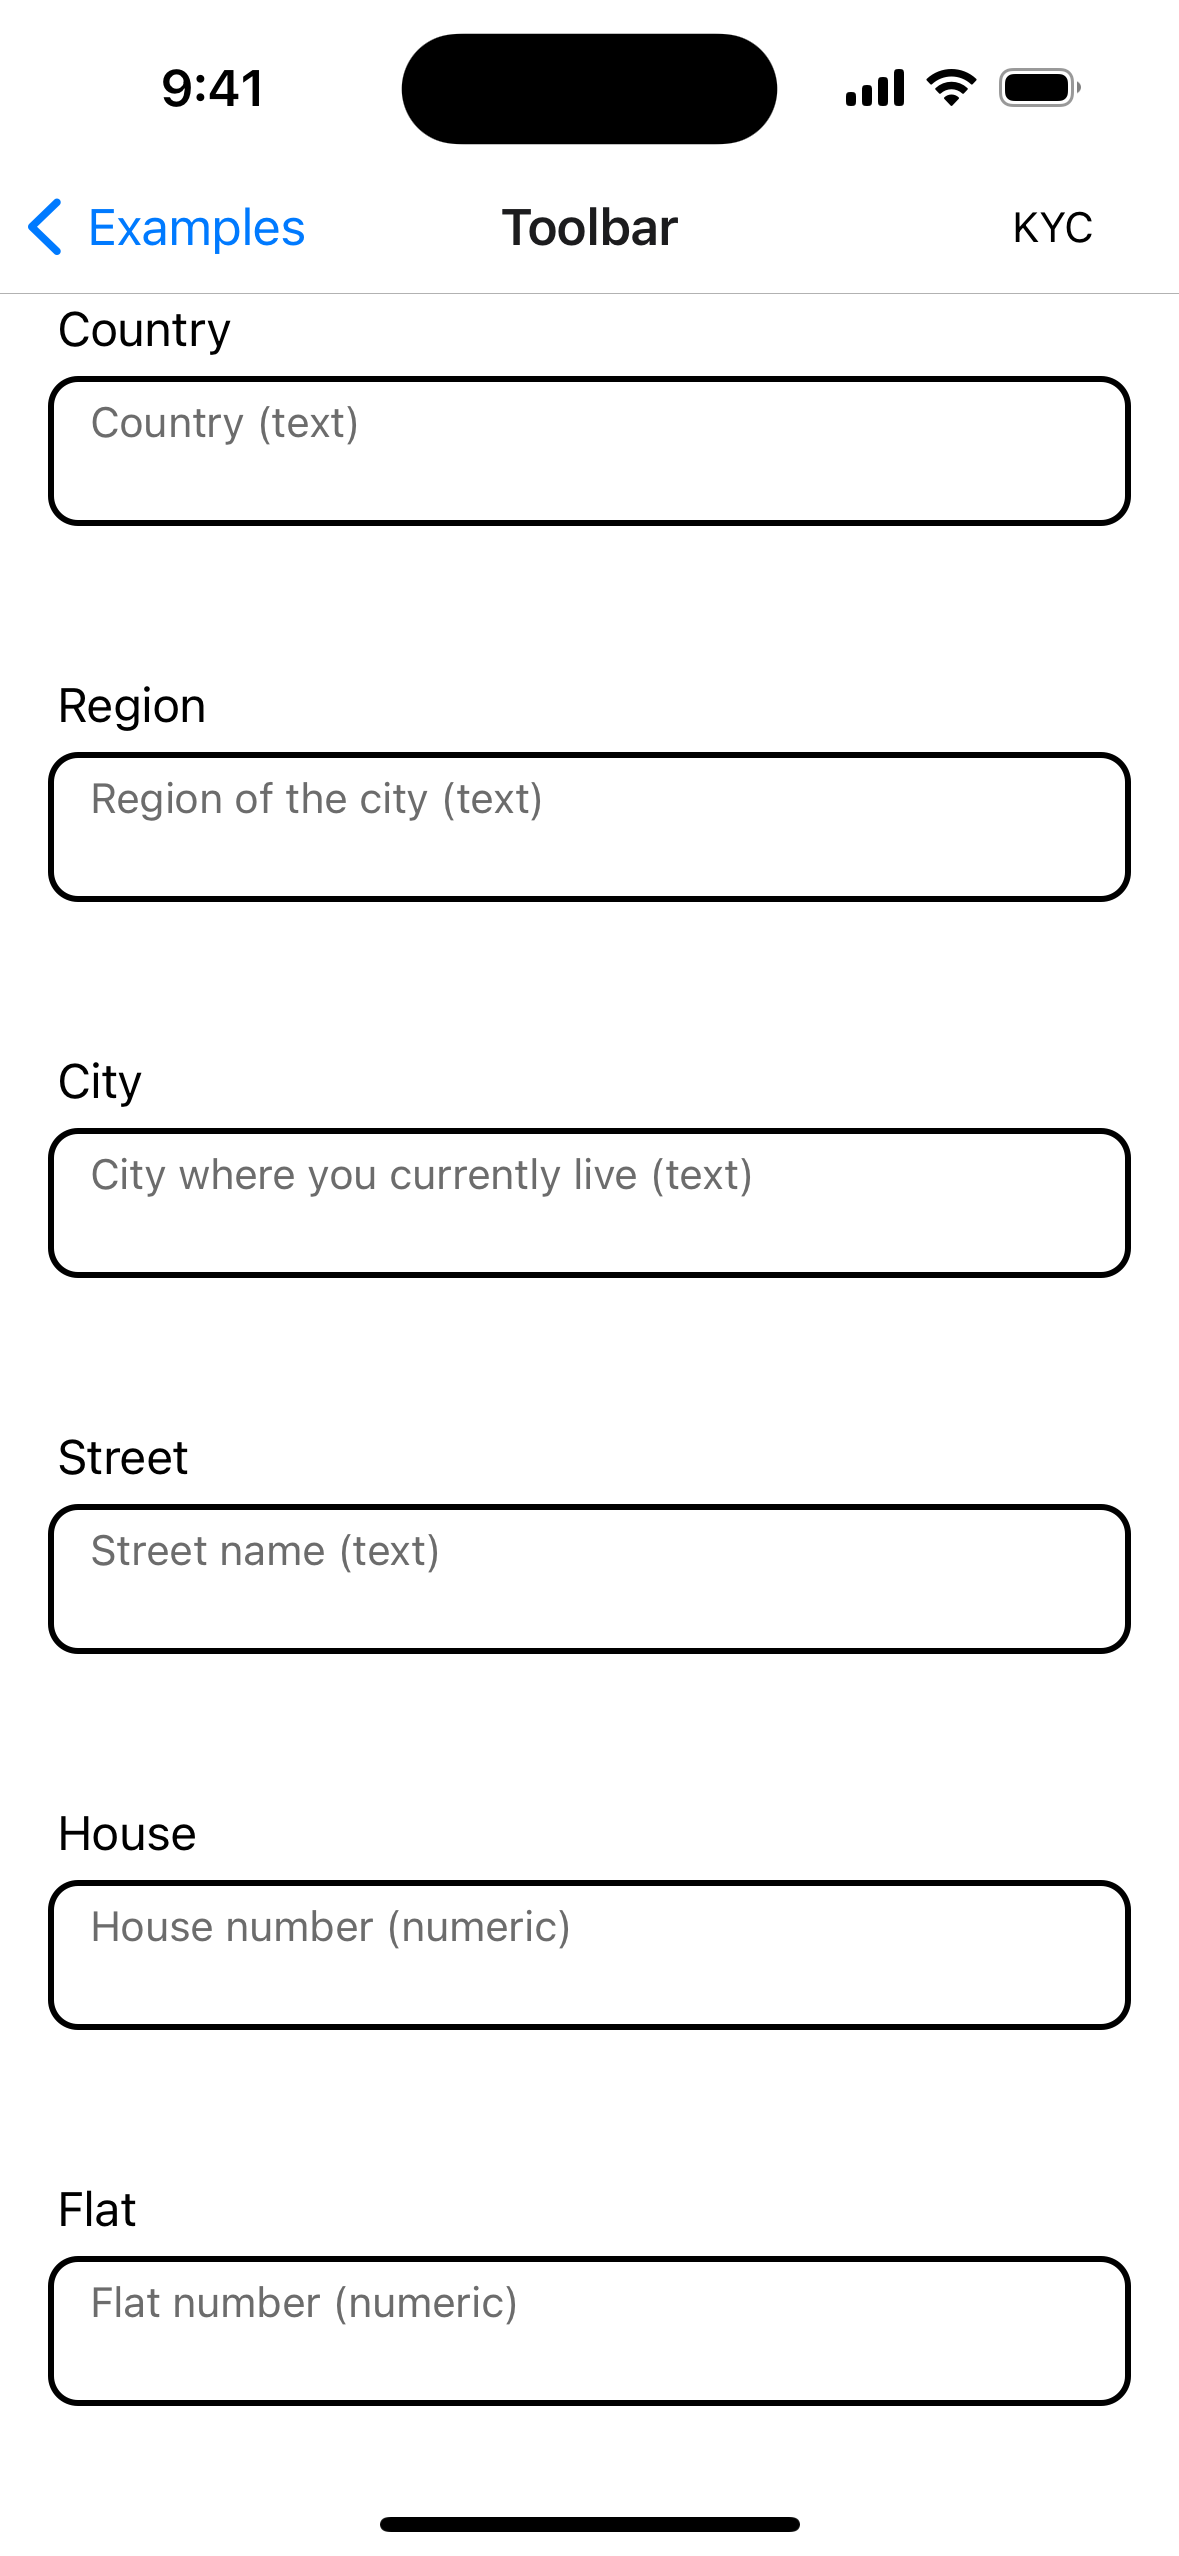 9:41
Examples
Toolbar
KYC
Country
Country (text)
Region
Region of the city (text)
City
City where you currently live (text)
Street
Street name (text)
House
House number (numeric)
Flat
Flat number (numeric)